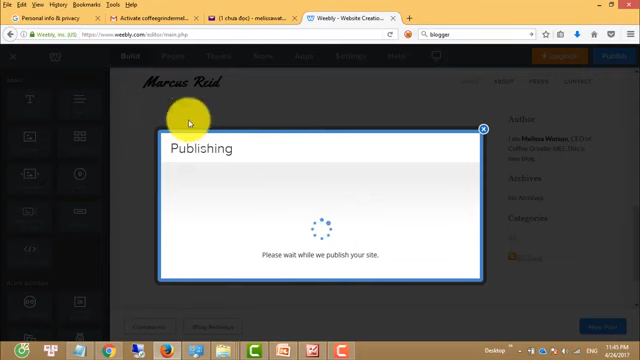 File Edit View History Bookmarks Tools Help
Personal info & privacy
Activate coffeegrindermel...
(1 chưa đọc) - melissawat...
Weebly - Website Creatio...
Weebly, Inc. (US)
https://www.weebly.com/editor/main.php
blogger
Build
Pages
Theme
Store
Apps
Settings
Help
Upgrade
Publish
Marcus Reid
ABOUT
PRESS
CONTACT
Author
I am Melissa Watson, CEO of
Coffee Grinder MEL. This is
new blog.
Archives
No Archives
Categories
All
Publishing
Please wait while we publish your site.
Comments
Blog Settings
New Post
Desktop
11:45 PM
4/24/2017